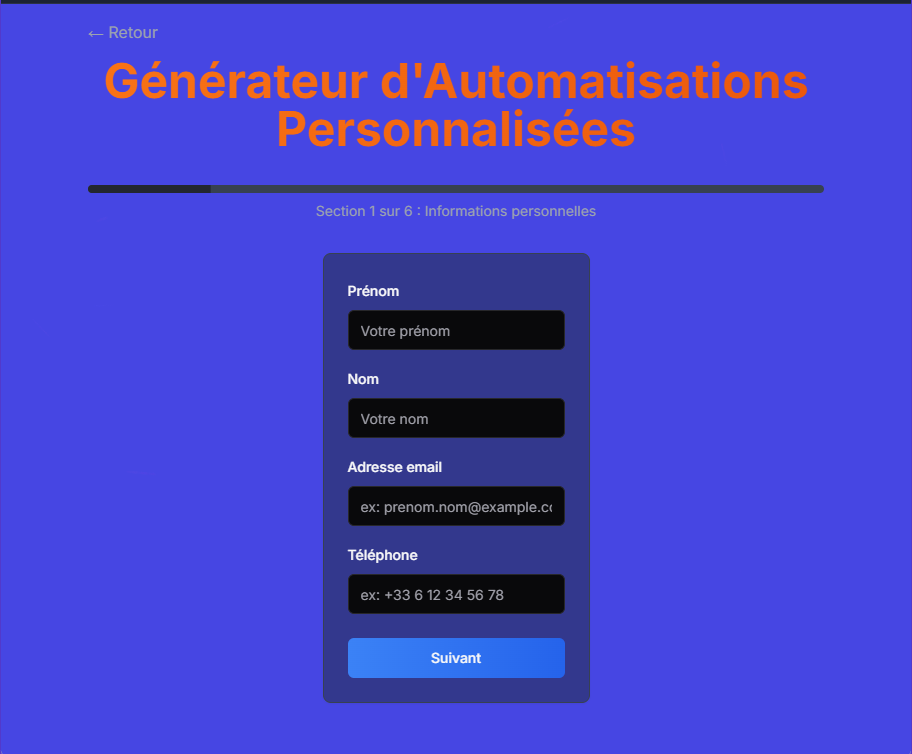 ← Retour
Générateur d'Automatisations
Personnalisées
Section 1 sur 6 : Informations personnelles
Prénom
Votre prénom
Nom
Votre nom
Adresse email
ex: prenom.nom@example.co
Téléphone
ex: +33 6 12 34 56 78
Suivant